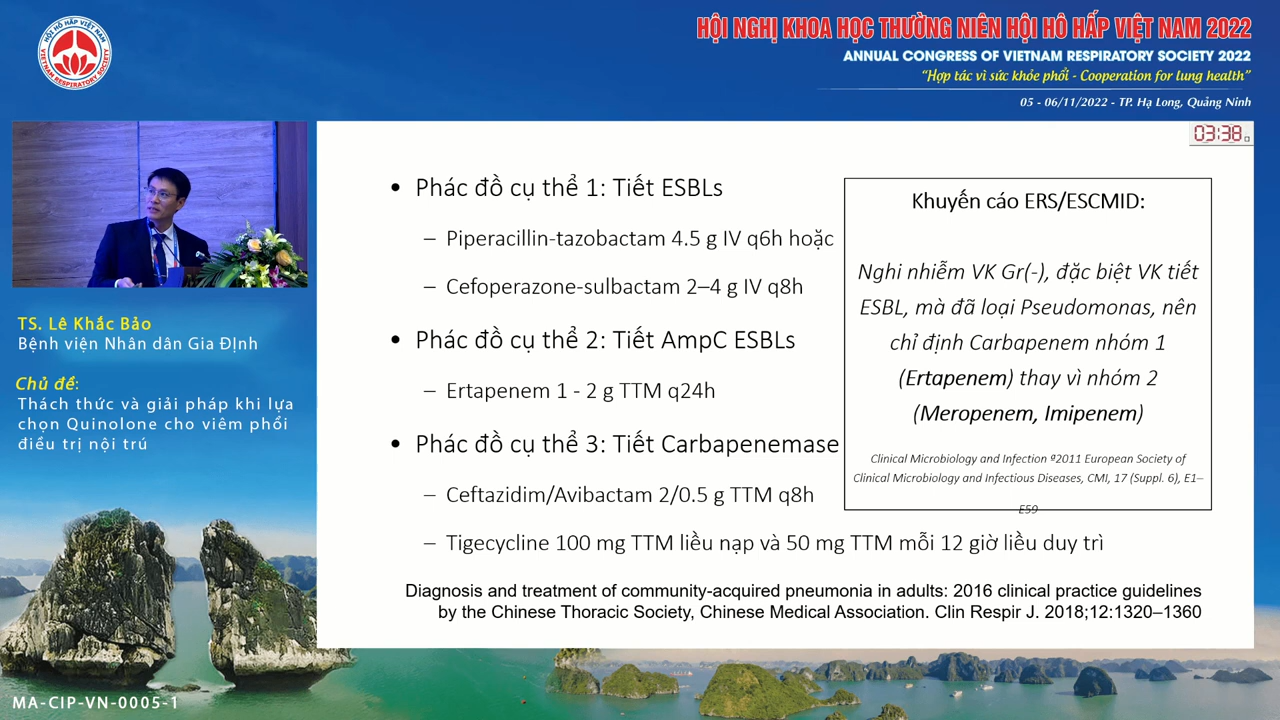 HỘI HÔ HẤP VIỆT NAM
VIETNAM RESPIRATORY SOCIETY
HỘI NGHỊ KHOA HỌC THƯỜNG NIÊN HỘI HÔ HẤP VIỆT NAM 2022
ANNUAL CONGRESS OF VIETNAM RESPIRATORY SOCIETY 2022
“Hợp tác vì sức khỏe phổi - Cooperation for lung health”
05 - 06/11/2022 - TP. Hạ Long, Quảng Ninh
03:38
TS. Lê Khắc Bảo
Bệnh viện Nhân dân Gia Định
Chủ đề:
Thách thức và giải pháp khi lựa
chọn Quinolone cho viêm phổi
điều trị nội trú
• Phác đồ cụ thể 1: Tiết ESBLs
– Piperacillin-tazobactam 4.5 g IV q6h hoặc
– Cefoperazone-sulbactam 2–4 g IV q8h
• Phác đồ cụ thể 2: Tiết AmpC ESBLs
– Ertapenem 1 - 2 g TTM q24h
• Phác đồ cụ thể 3: Tiết Carbapenemase
– Ceftazidim/Avibactam 2/0.5 g TTM q8h
– Tigecycline 100 mg TTM liều nạp và 50 mg TTM mỗi 12 giờ liều duy trì
Khuyến cáo ERS/ESCMID:
Nghi nhiễm VK Gr(-), đặc biệt VK tiết
ESBL, mà đã loại Pseudomonas, nên
chỉ định Carbapenem nhóm 1
(Ertapenem) thay vì nhóm 2
(Meropenem, Imipenem)
Clinical Microbiology and Infection ª2011 European Society of
Clinical Microbiology and Infectious Diseases, CMI, 17 (Suppl. 6), E1–
E59
Diagnosis and treatment of community-acquired pneumonia in adults: 2016 clinical practice guidelines
by the Chinese Thoracic Society, Chinese Medical Association. Clin Respir J. 2018;12:1320–1360
MA-CIP-VN-0005-1